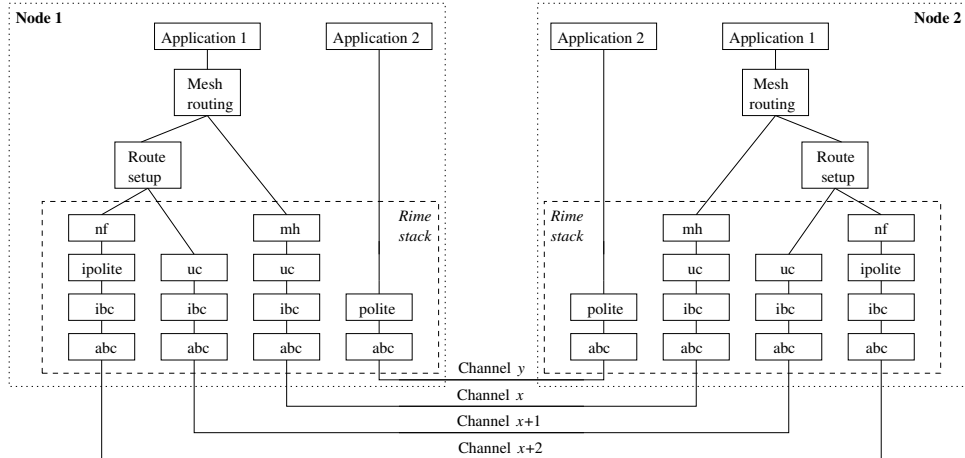 Node 1
Node 2
Application 1
Application 2
Application 2
Application 1
Mesh
routing
Mesh
routing
Route
setup
Route
setup
Rime
stack
Rime
stack
nf
mh
mh
nf
ipolite
uc
uc
uc
uc
ipolite
ibc
ibc
ibc
polite
polite
ibc
ibc
ibc
abc
abc
abc
abc
abc
abc
abc
abc
Channel y
Channel x
Channel x+1
Channel x+2